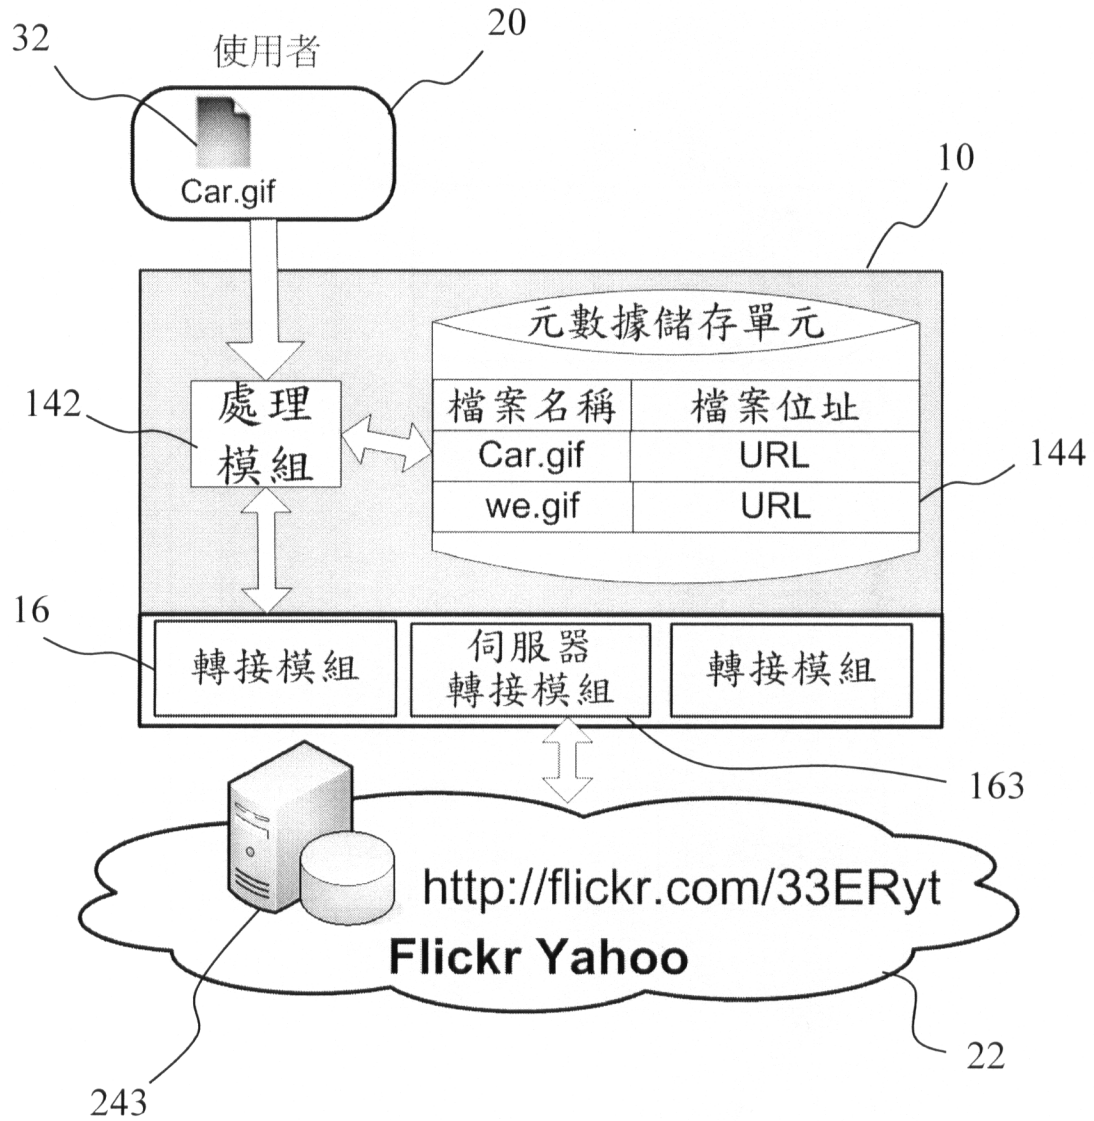 32
使用者
20
Car.gif
10
元數據儲存單元
142
處理
模組
檔案名稱 檔案位址
Car.gif URL
we.gif URL
144
16
轉接模組
伺服器
轉接模組
轉接模組
163
http://flickr.com/33ERyt
Flickr Yahoo
22
243